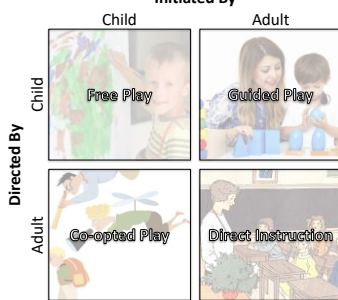 Initiated By
Child Adult
Directed By
Child
Free Play
Guided Play
Adult
Co-opted Play
Direct Instruction